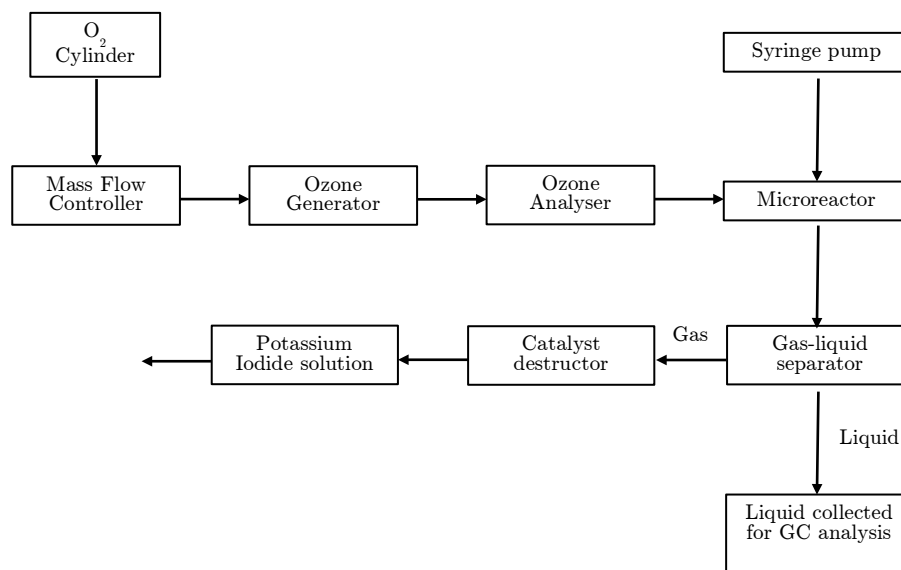 O₂
Cylinder
Syringe pump
Mass Flow
Controller
Ozone
Generator
Ozone
Analyser
Microreactor
Potassium
Iodide solution
Catalyst
destructor
Gas
Gas-liquid
separator
Liquid
Liquid collected
for GC analysis